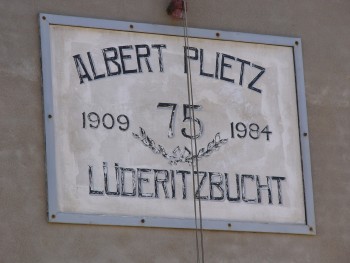 ALBERT PLIETZ
1909 75 1984
LÜDERITZBUCHT